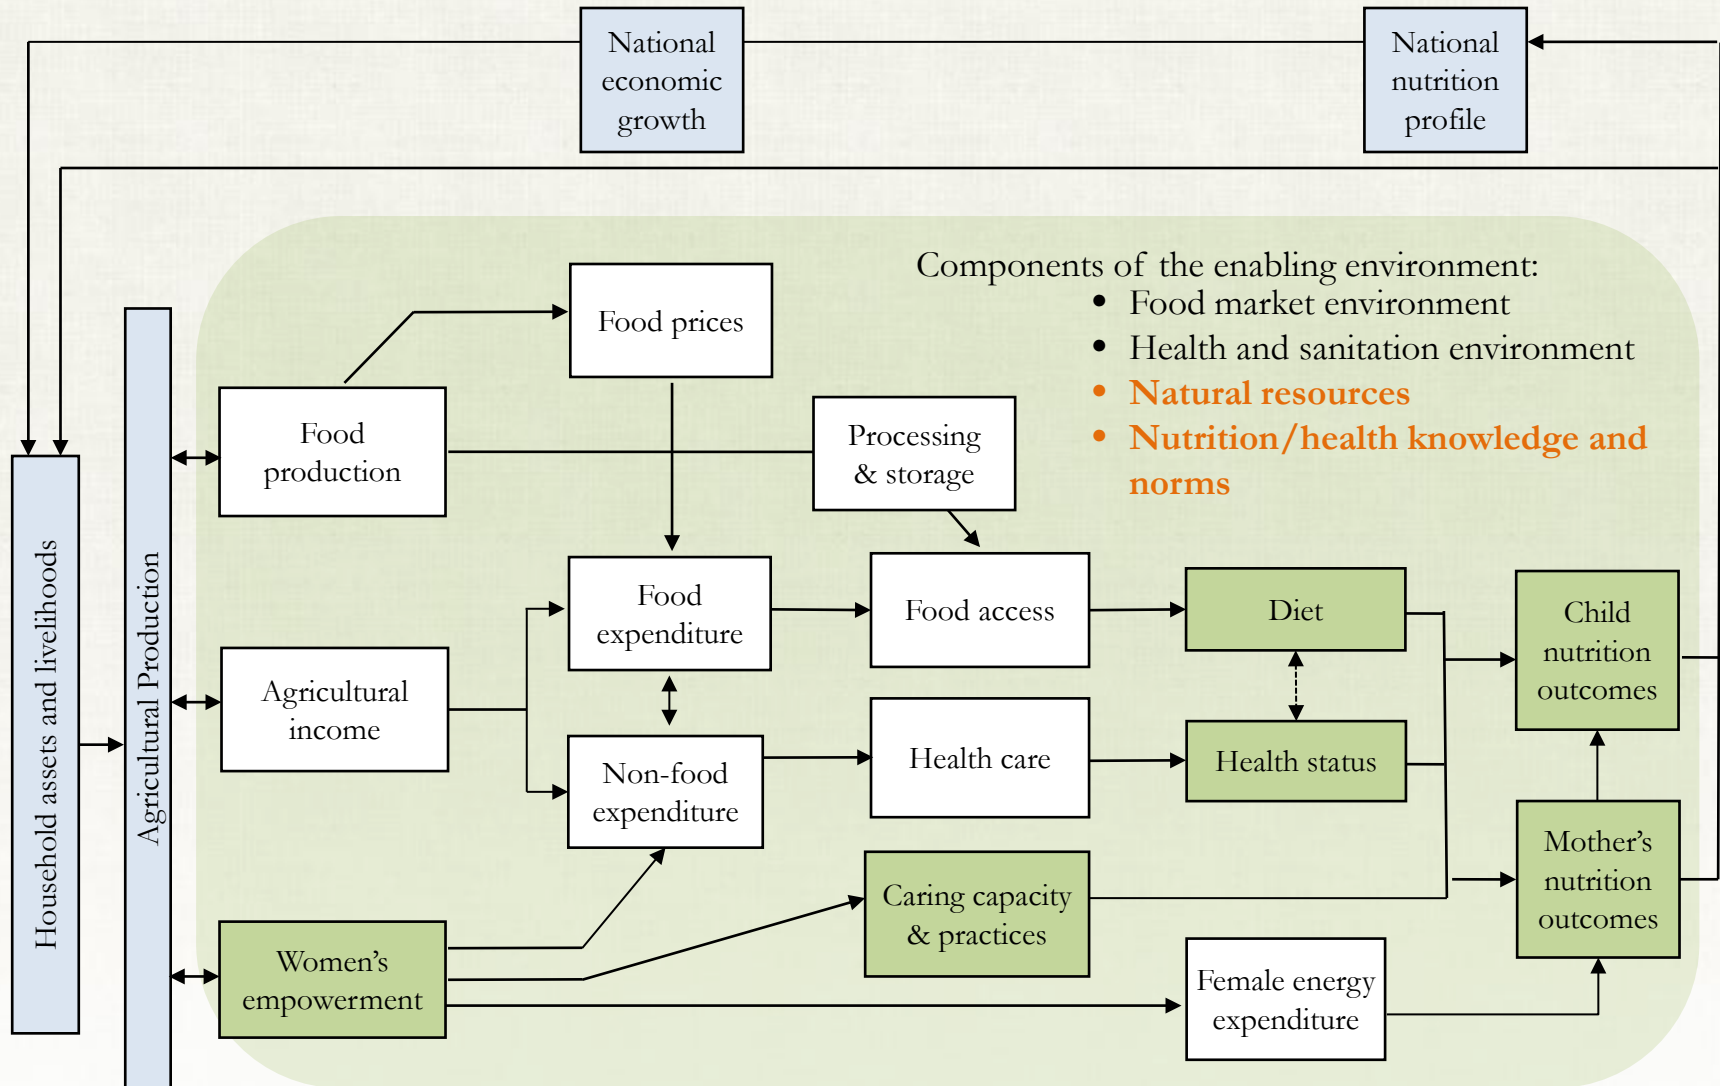 National
economic
growth
National
nutrition
profile
Components of the enabling environment:
• Food market environment
• Health and sanitation environment
• Natural resources
• Nutrition/health knowledge and
norms
Food prices
Food
production
Processing
& storage
Household assets and livelihoods
Agricultural Production
Food
expenditure
Food access
Diet
Child
nutrition
outcomes
Agricultural
income
Non-food
expenditure
Health care
Health status
Mother’s
nutrition
outcomes
Caring capacity
& practices
Women’s
empowerment
Female energy
expenditure